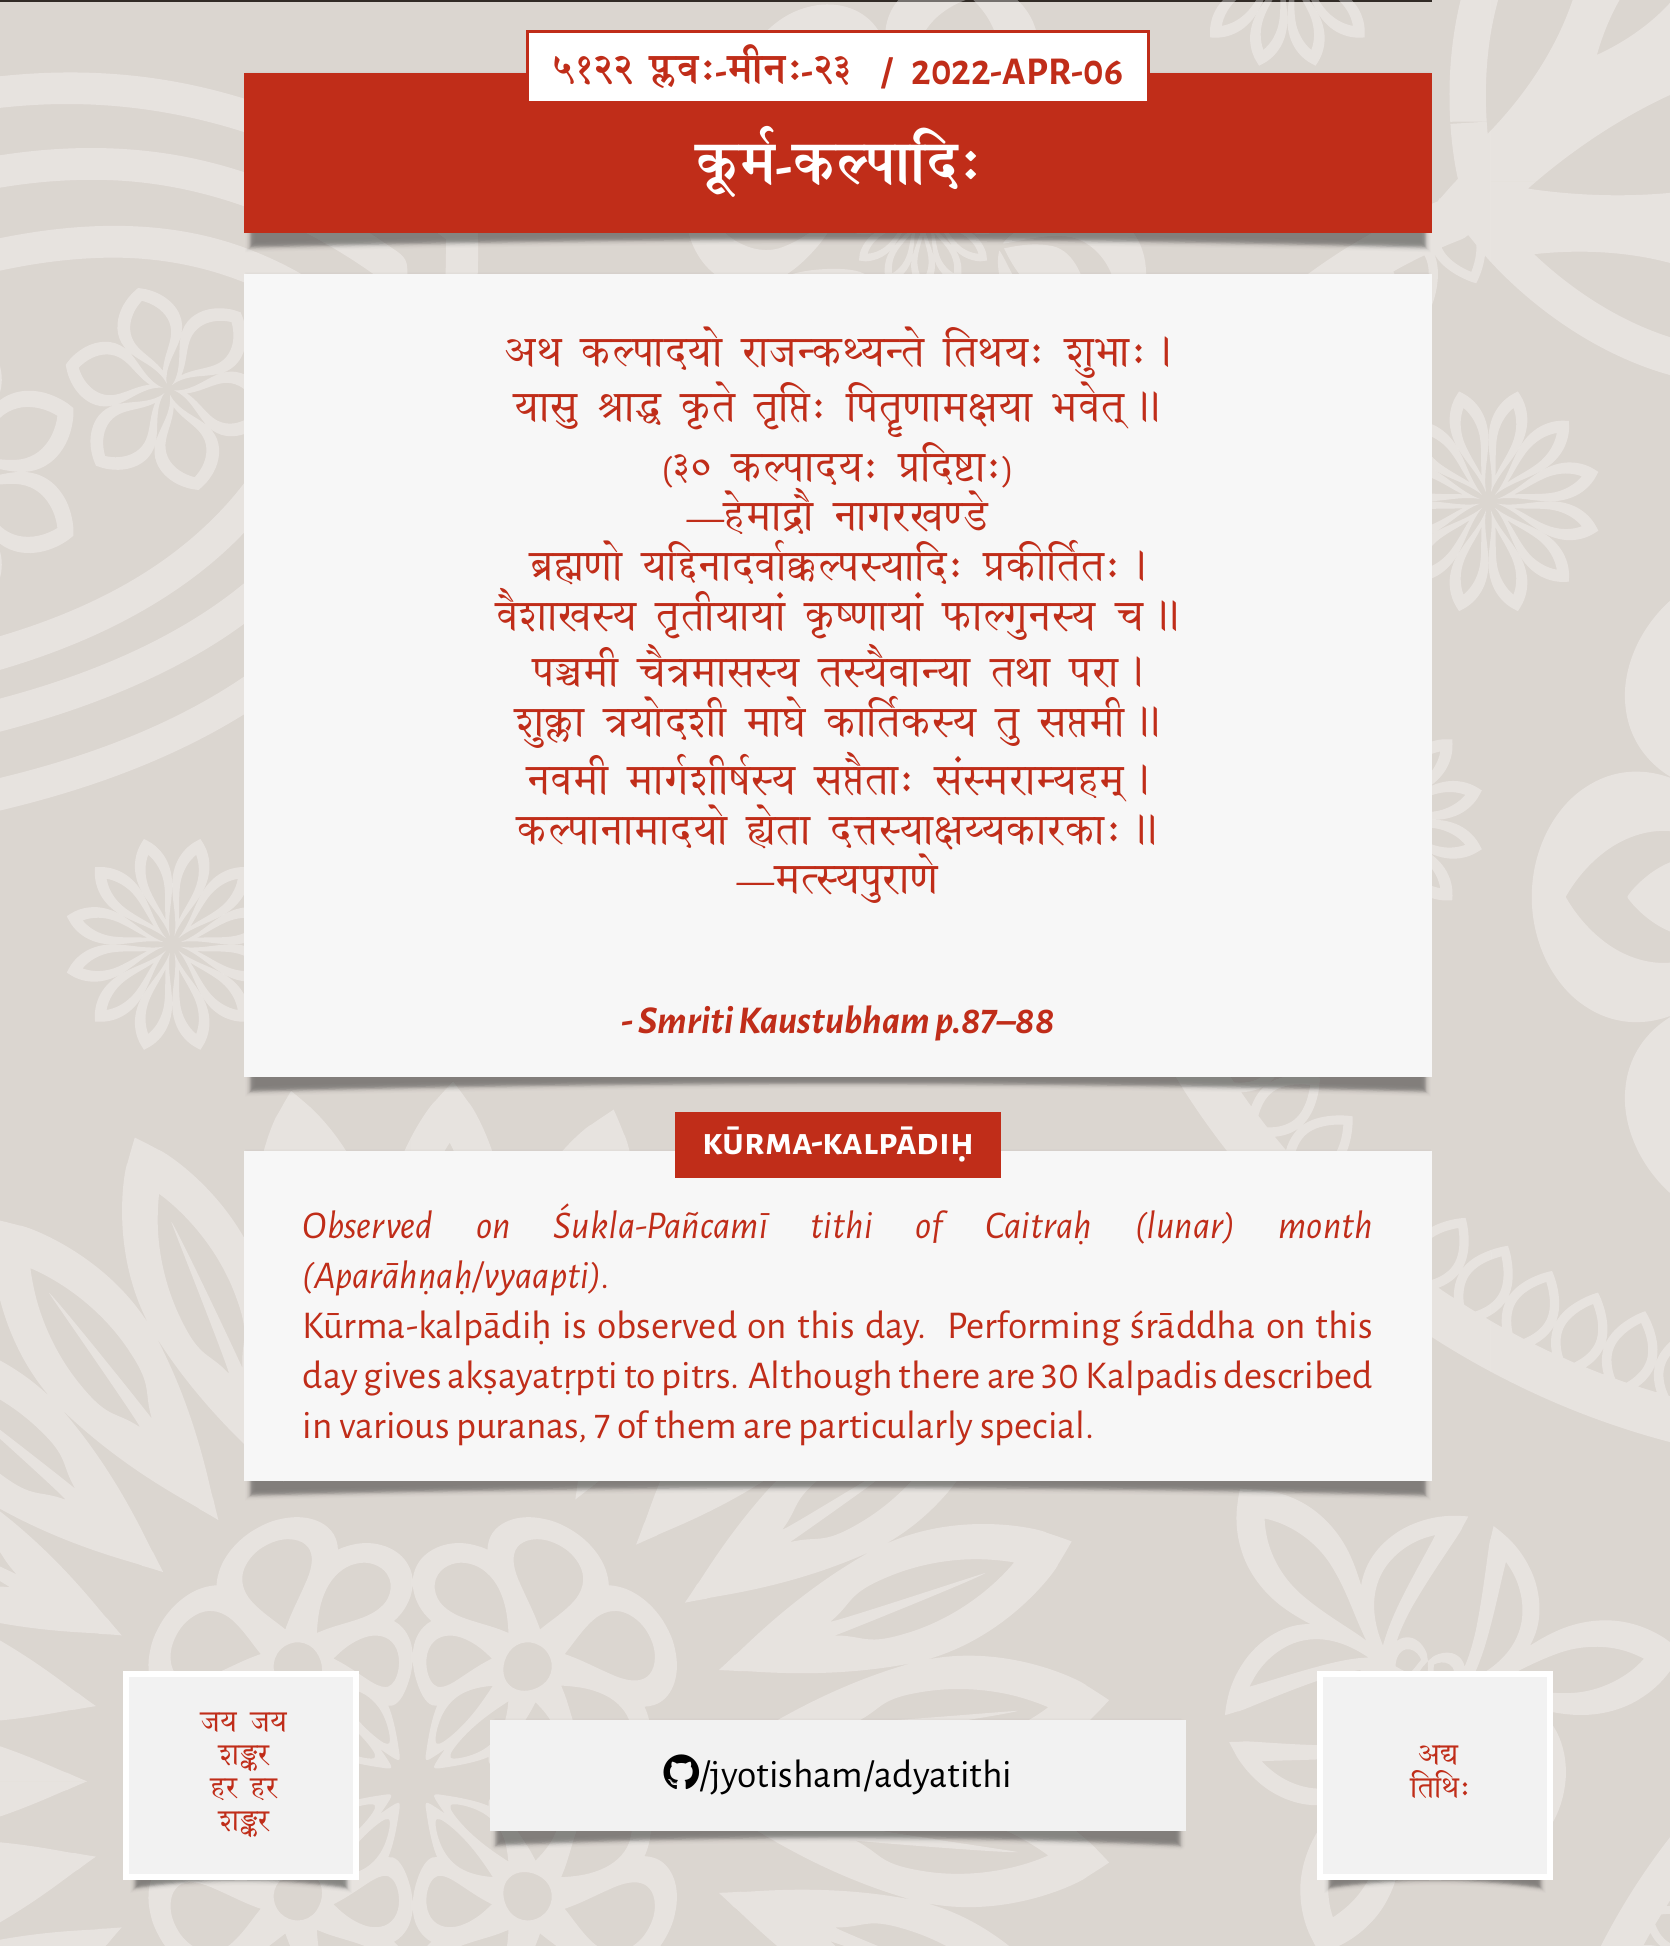 ५१२२ प्लवः-मीनः-२३ / 2022-APR-06
कूर्म-कल्पादिः
अथ कल्पादयो राजन्कथ्यन्ते तिथयः शुभाः ।
यासु श्राद्ध कृते तृप्तिः पितॄणामक्षया भवेत् ॥
(३० कल्पादयः प्रदिष्टाः)
—हेमाद्रौ नागरखण्डे
ब्रह्मणो यद्दिनादर्वाक्कल्पस्यादिः प्रकीर्तितः ।
वैशाखस्य तृतीयायां कृष्णायां फाल्गुनस्य च ॥
पञ्चमी चैत्रमासस्य तस्यैवान्या तथा परा ।
शुक्ला त्रयोदशी माघे कार्तिकस्य तु सप्तमी ॥
नवमी मार्गशीर्षस्य सप्तैताः संस्मराम्यहम् ।
कल्पानामादयो ह्येता दत्तस्याक्षय्यकारकाः ॥
—मत्स्यपुराणे
- Smriti Kaustubham p.87–88
KŪRMA-KALPĀDIḤ
Observed on Śukla-Pañcamī tithi of Caitraḥ (lunar) month
(Aparāhṇaḥ/vyaapti).
Kūrma-kalpādiḥ is observed on this day. Performing śrāddha on this
day gives akṣayatṛpti to pitrs. Although there are 30 Kalpadis described
in various puranas, 7 of them are particularly special.
जय जय
शङ्कर
हर हर
शङ्कर
/jyotisham/adyatithi
अद्य
तिथिः